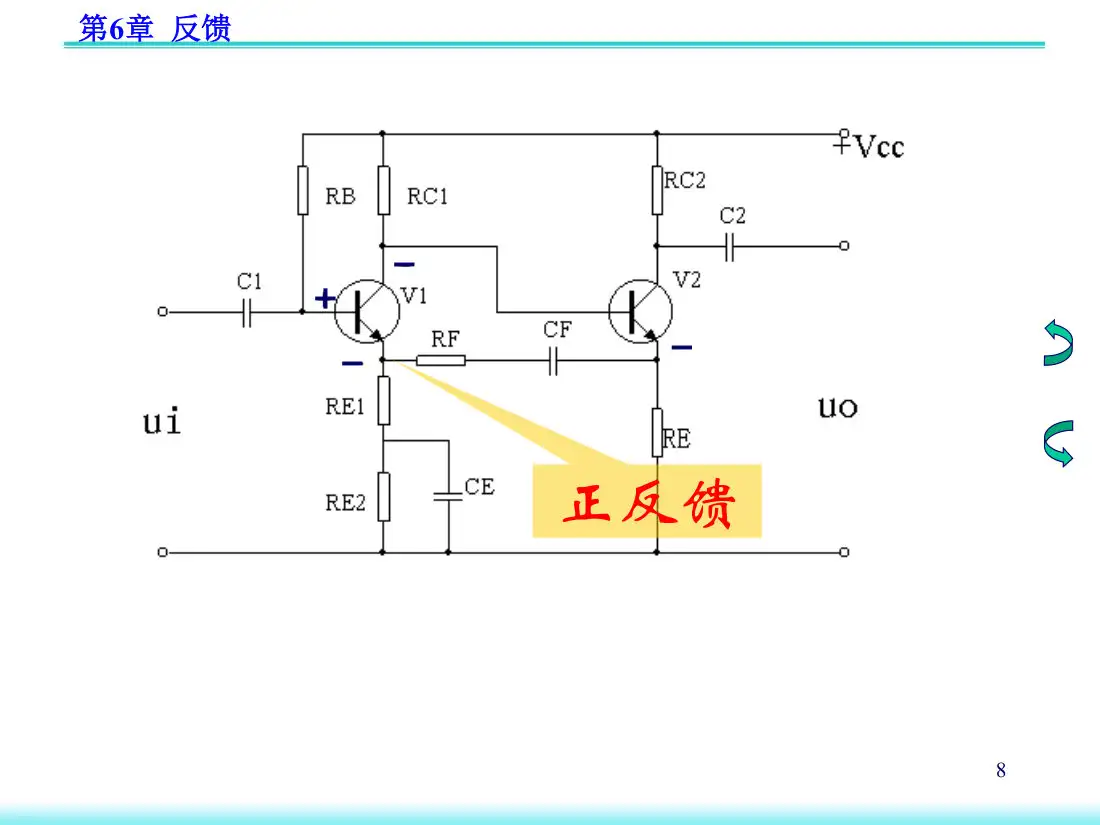 第6章 反馈
+Vcc
RB
RC1
RC2
C2
C1
+
−
V1
V2
RF
CF
−
−
RE1
ui
uo
RE
RE2
CE
正反馈
8